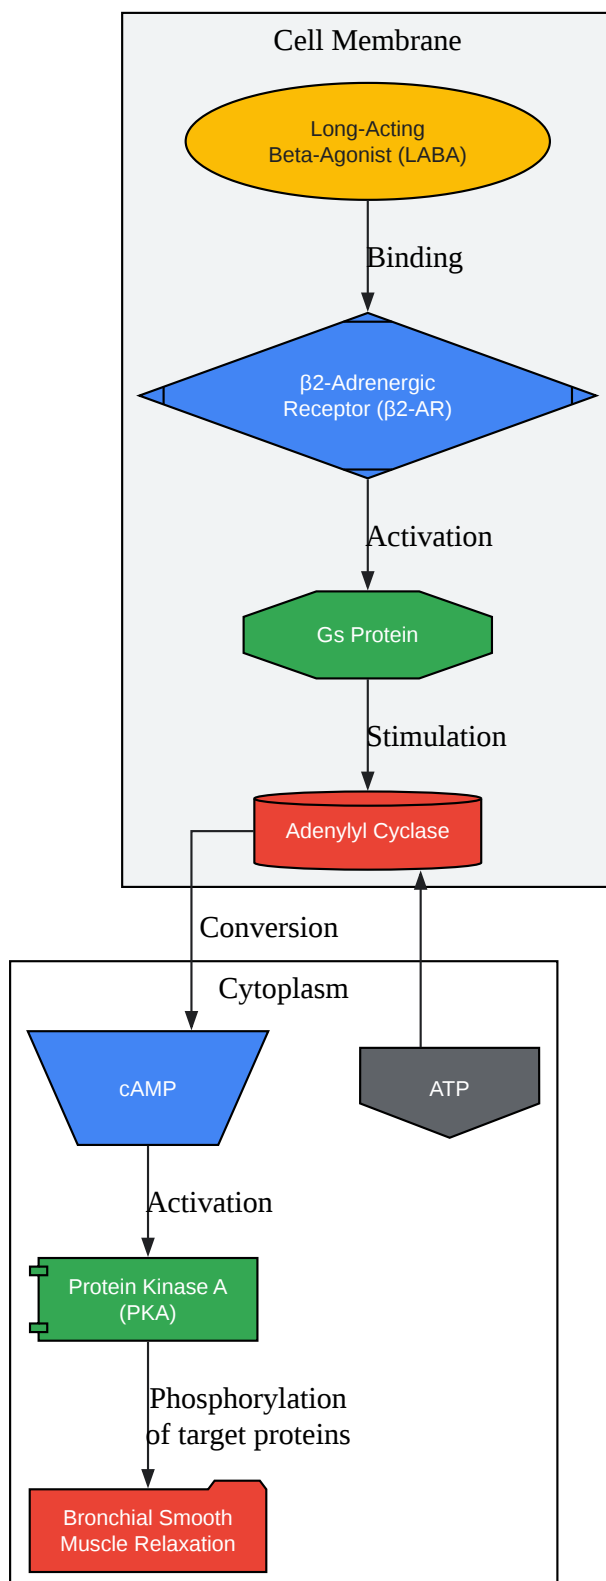 Cell Membrane
Long-Acting
Beta-Agonist (LABA)
Binding
β2-Adrenergic
Receptor (β2-AR)
Activation
Gs Protein
Stimulation
Adenylyl Cyclase
Conversion
Cytoplasm
cAMP
ATP
Activation
Protein Kinase A
(PKA)
Phosphorylation
of target proteins
Bronchial Smooth
Muscle Relaxation